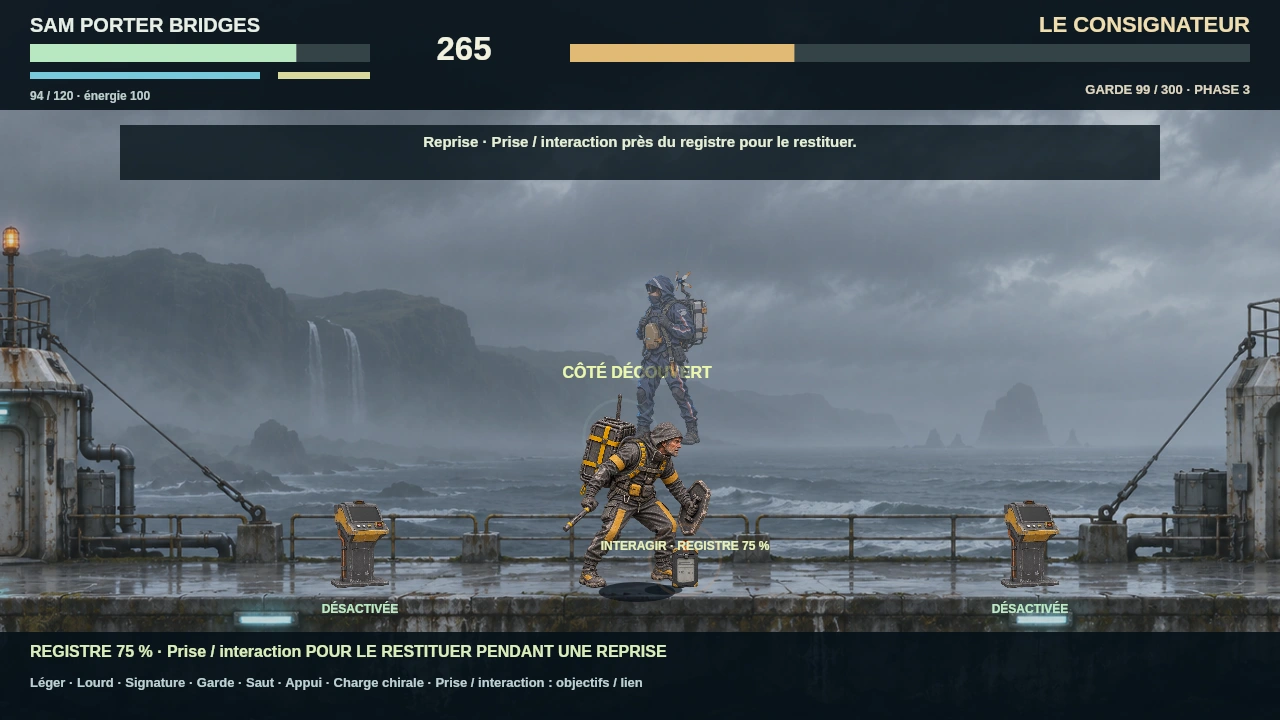 SAM PORTER BRIDGES
265
LE CONSIGNATEUR
94 / 120 · énergie 100
GARDE 99 / 300 · PHASE 3
Reprise · Prise / interaction près du registre pour le restituer.
CÔTÉ DÉCOUVERT
INTERAGIR · REGISTRE 75 %
DÉSACTIVÉE
DÉSACTIVÉE
REGISTRE 75 % · Prise / interaction POUR LE RESTITUER PENDANT UNE REPRISE
Léger · Lourd · Signature · Garde · Saut · Appui · Charge chirale · Prise / interaction : objectifs / lien